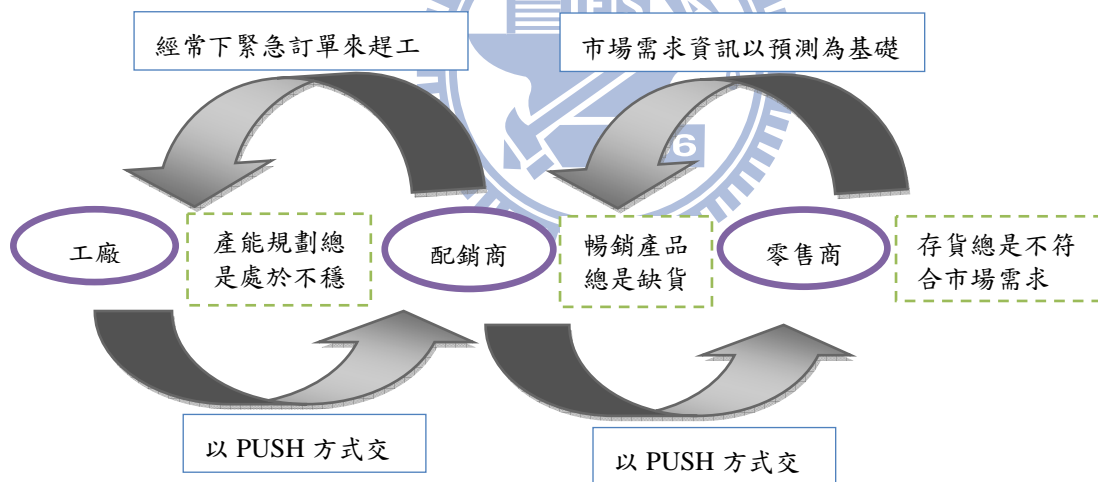 經常下緊急訂單來趕工
市場需求資訊以預測為基礎
6
工廠
產能規劃總
是處於不穩
配銷商
暢銷產品
總是缺貨
零售商
存貨總是不符
合市場需求
以 PUSH 方式交
以 PUSH 方式交